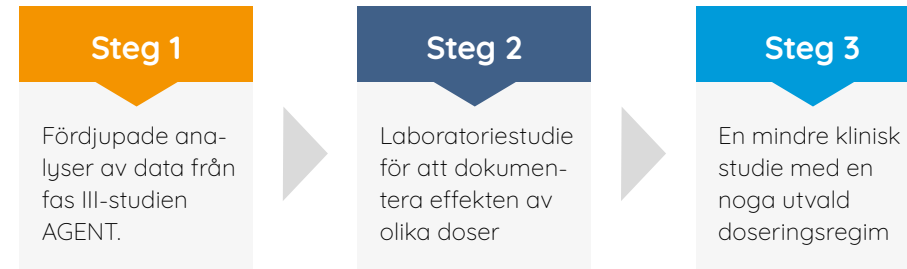 Steg 1
Fördjupade ana-
lyser av data från
fas III-studien
AGENT.
Steg 2
Laboratoriestudie
för att dokumen-
tera effekten av
olika doser
Steg 3
En mindre klinisk
studie med en
noga utvald
doseringsregim